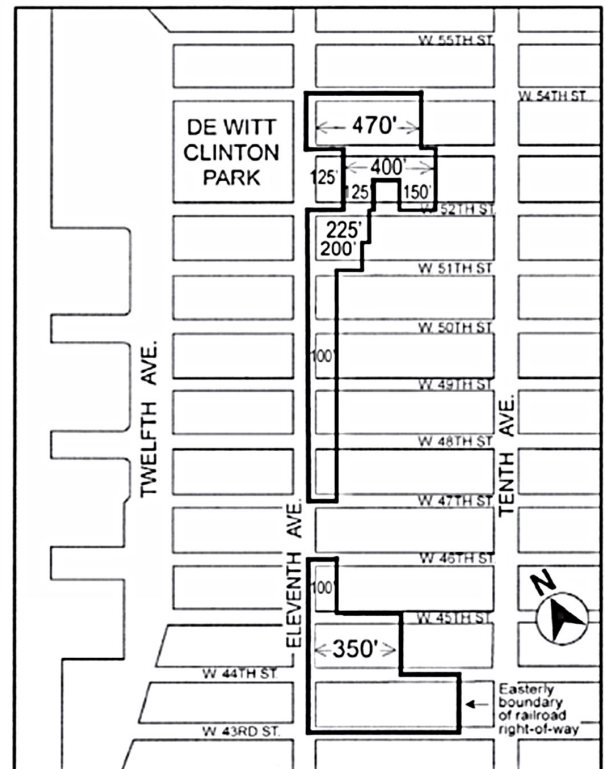 W. 55TH ST.
W. 54TH ST.
DE WITT
CLINTON
PARK
470'
400'
125'
125'
150'
W. 52TH ST.
225'
200'
W. 51TH ST.
W. 50TH ST.
100'
W. 49TH ST.
W. 48TH ST.
W. 47TH ST.
TWELFTH AVE.
TENTH AVE.
ELEVENTH AVE.
W. 46TH ST.
100'
W. 45TH ST.
N
350'
W. 44TH ST.
W. 43RD ST.
Easterly
boundary
of railroad
right-of-way